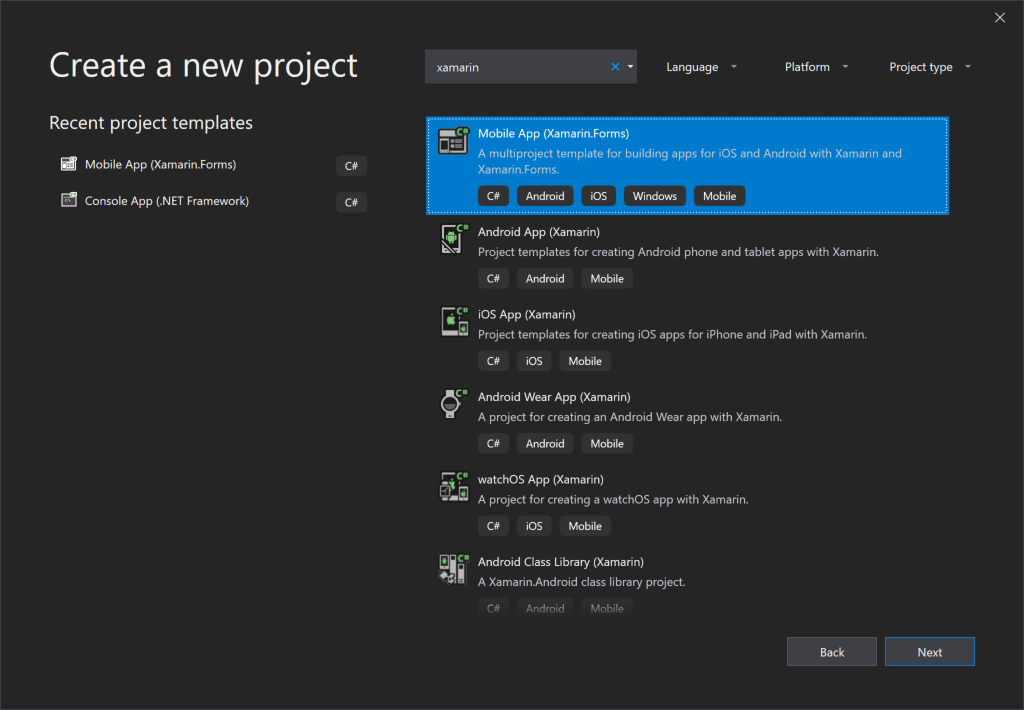 Create a new project
xamarin
Language
Platform
Project type
Recent project templates
Mobile App (Xamarin.Forms)
C#
Console App (.NET Framework)
C#
Mobile App (Xamarin.Forms)
A multiproject template for building apps for iOS and Android with Xamarin and
Xamarin.Forms.
C# Android iOS Windows Mobile
Android App (Xamarin)
Project templates for creating Android phone and tablet apps with Xamarin.
C# Android Mobile
iOS App (Xamarin)
Project templates for creating iOS apps for iPhone and iPad with Xamarin.
C# iOS Mobile
Android Wear App (Xamarin)
A project for creating an Android Wear app with Xamarin.
C# Android Mobile
watchOS App (Xamarin)
A project for creating a watchOS app with Xamarin.
C# iOS Mobile
Android Class Library (Xamarin)
A Xamarin.Android class library project.
C# Android Mobile
Back
Next